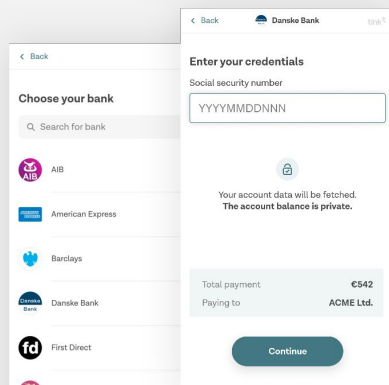 Back
Choose your bank
Search for bank
AIB
AIB
American Express
Barclays
Danske
Bank
Danske Bank
fd
First Direct
Back
Danske Bank
tink
Enter your credentials
Social security number
YYYYMMDDNNN
Your account data will be fetched.
The account balance is private.
Total payment €542
Paying to ACME Ltd.
Continue